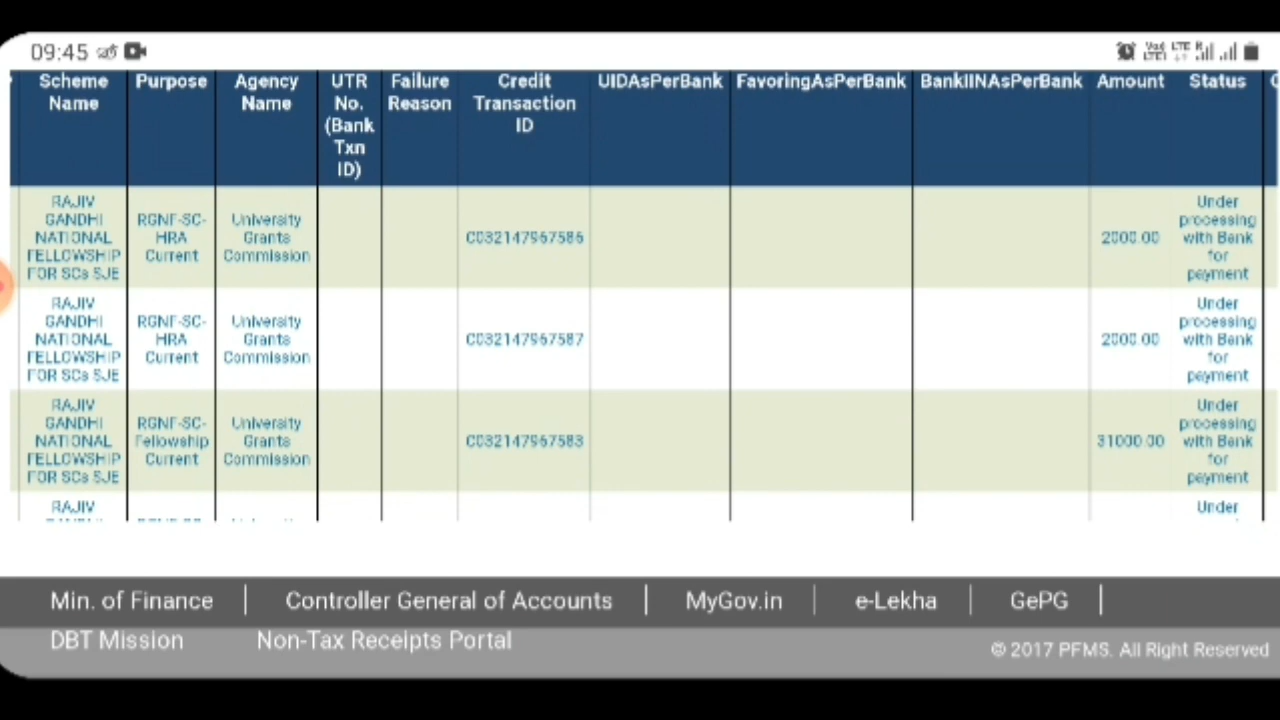 09:45
Scheme Name
Purpose
Agency Name
UTR No. (Bank Txn ID)
Failure Reason
Credit Transaction ID
UIDAsPerBank
FavoringAsPerBank
BankIINAsPerBank
Amount
Status
RAJIV GANDHI NATIONAL FELLOWSHIP FOR SCs SJE
RGNF-SC-HRA Current
University Grants Commission
C032147967586
2000.00
Under processing with Bank for payment
RAJIV GANDHI NATIONAL FELLOWSHIP FOR SCs SJE
RGNF-SC-HRA Current
University Grants Commission
C032147967587
2000.00
Under processing with Bank for payment
RAJIV GANDHI NATIONAL FELLOWSHIP FOR SCs SJE
RGNF-SC-Fellowship Current
University Grants Commission
C032147967583
31000.00
Under processing with Bank for payment
RAJIV
Under
Min. of Finance
Controller General of Accounts
MyGov.in
e-Lekha
GePG
DBT Mission
Non-Tax Receipts Portal
© 2017 PFMS. All Right Reserved